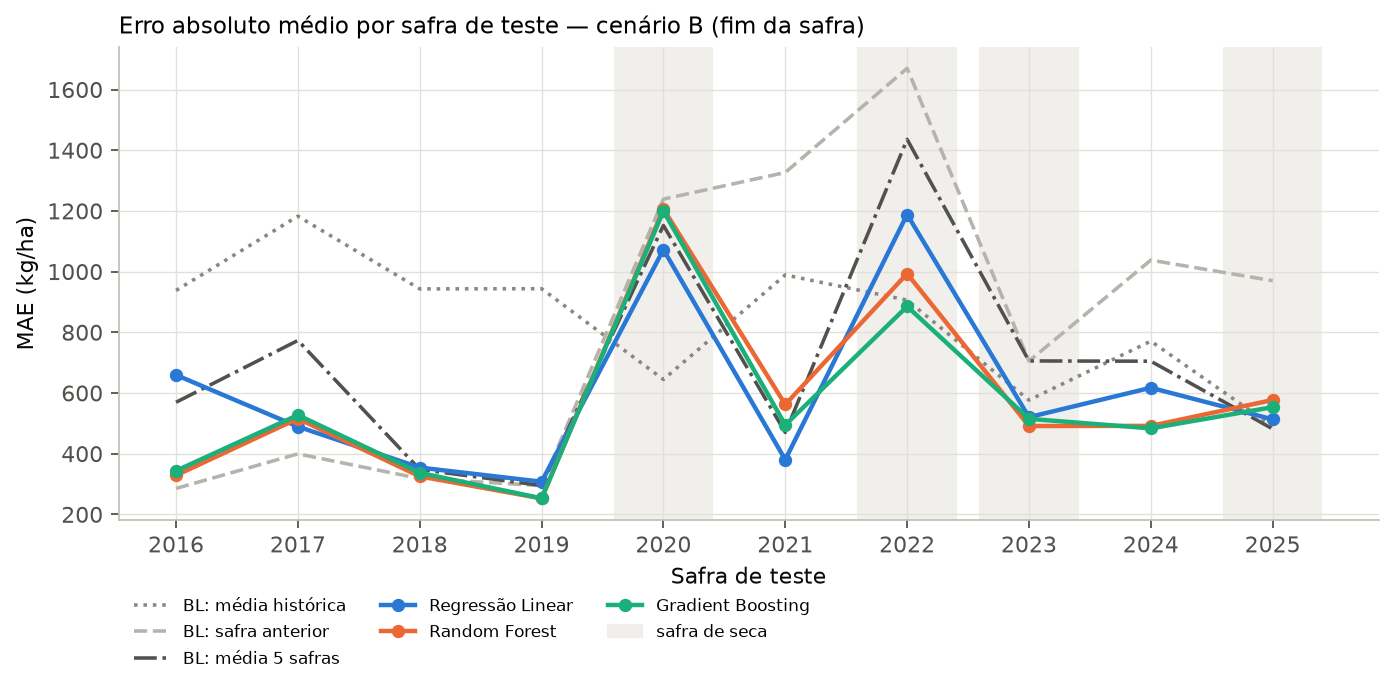 Erro absoluto médio por safra de teste — cenário B (fim da safra)
MAE (kg/ha)
1600
1400
1200
1000
800
600
400
200
2016 2017 2018 2019 2020 2021 2022 2023 2024 2025
Safra de teste
BL: média histórica Regressão Linear Gradient Boosting
BL: safra anterior Random Forest safra de seca
BL: média 5 safras